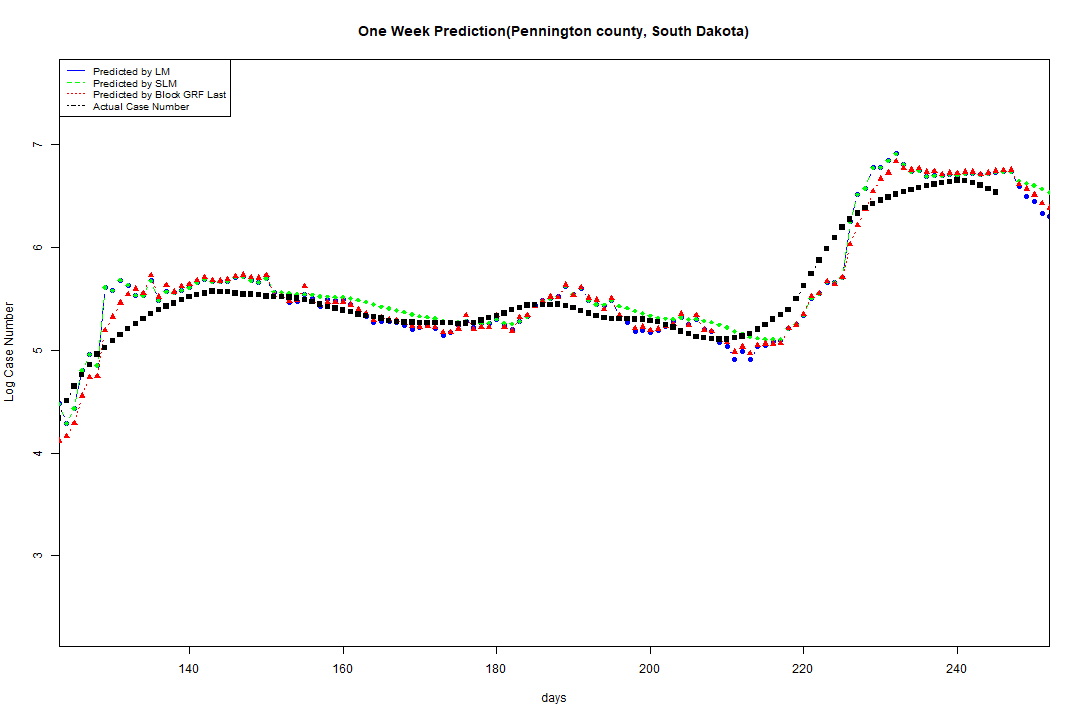 One Week Prediction(Pennington county, South Dakota)
Predicted by LM
Predicted by SLM
Predicted by Block GRF Last
Actual Case Number
7
6
5
4
3
Log Case Number
140 160 180 200 220 240
days